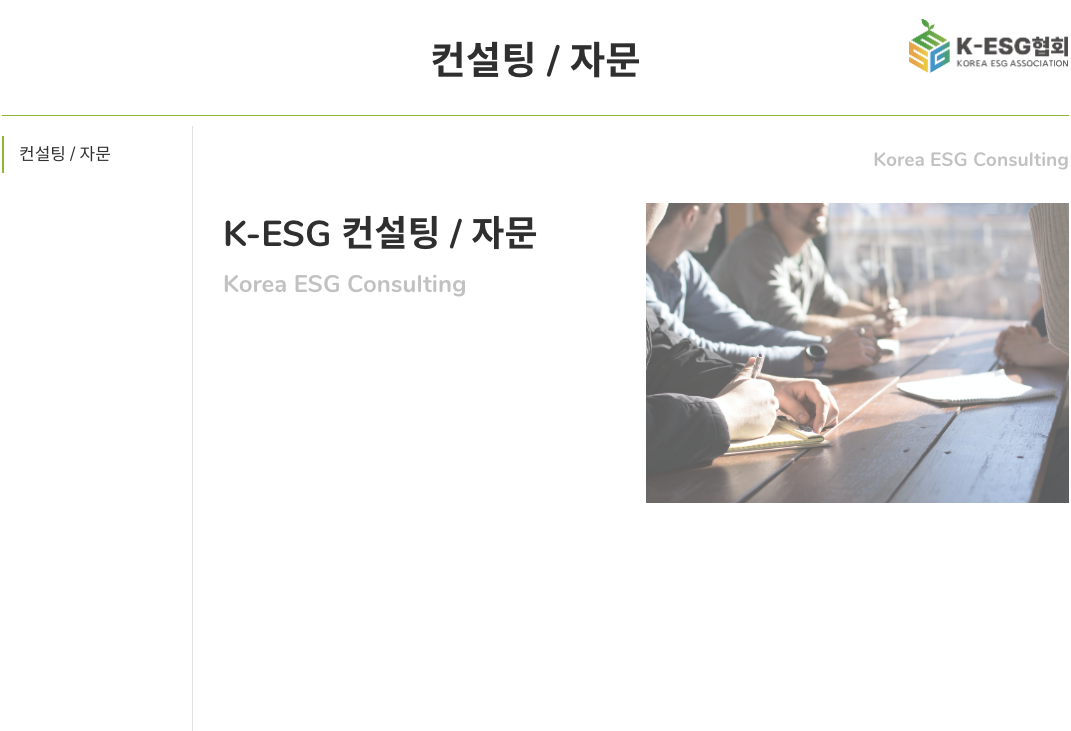 컨설팅 / 자문
K-ESG협회
KOREA ESG ASSOCIATION
컨설팅 / 자문
Korea ESG Consulting
K-ESG 컨설팅 / 자문
Korea ESG Consulting